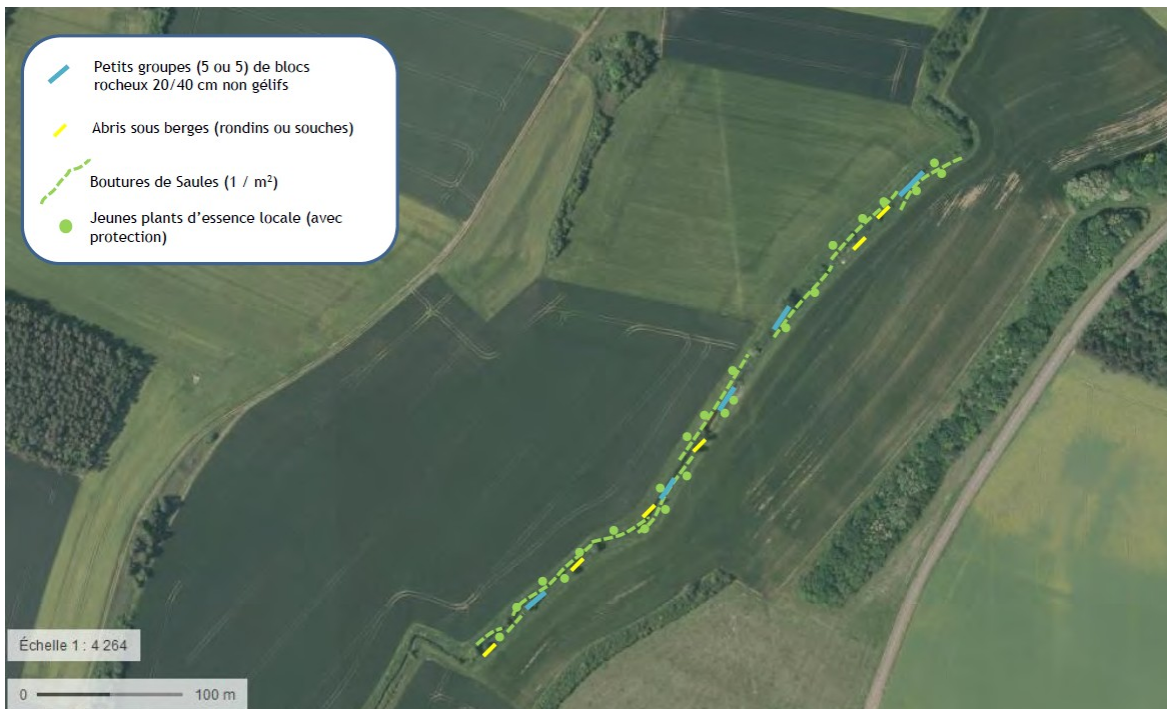 Petits groupes (5 ou 5) de blocs
rocheux 20/40 cm non gélifs
Abris sous berges (rondins ou souches)
Boutures de Saules (1 / m²)
Jeunes plants d'essence locale (avec
protection)
Échelle 1 : 4 264
0 100 m